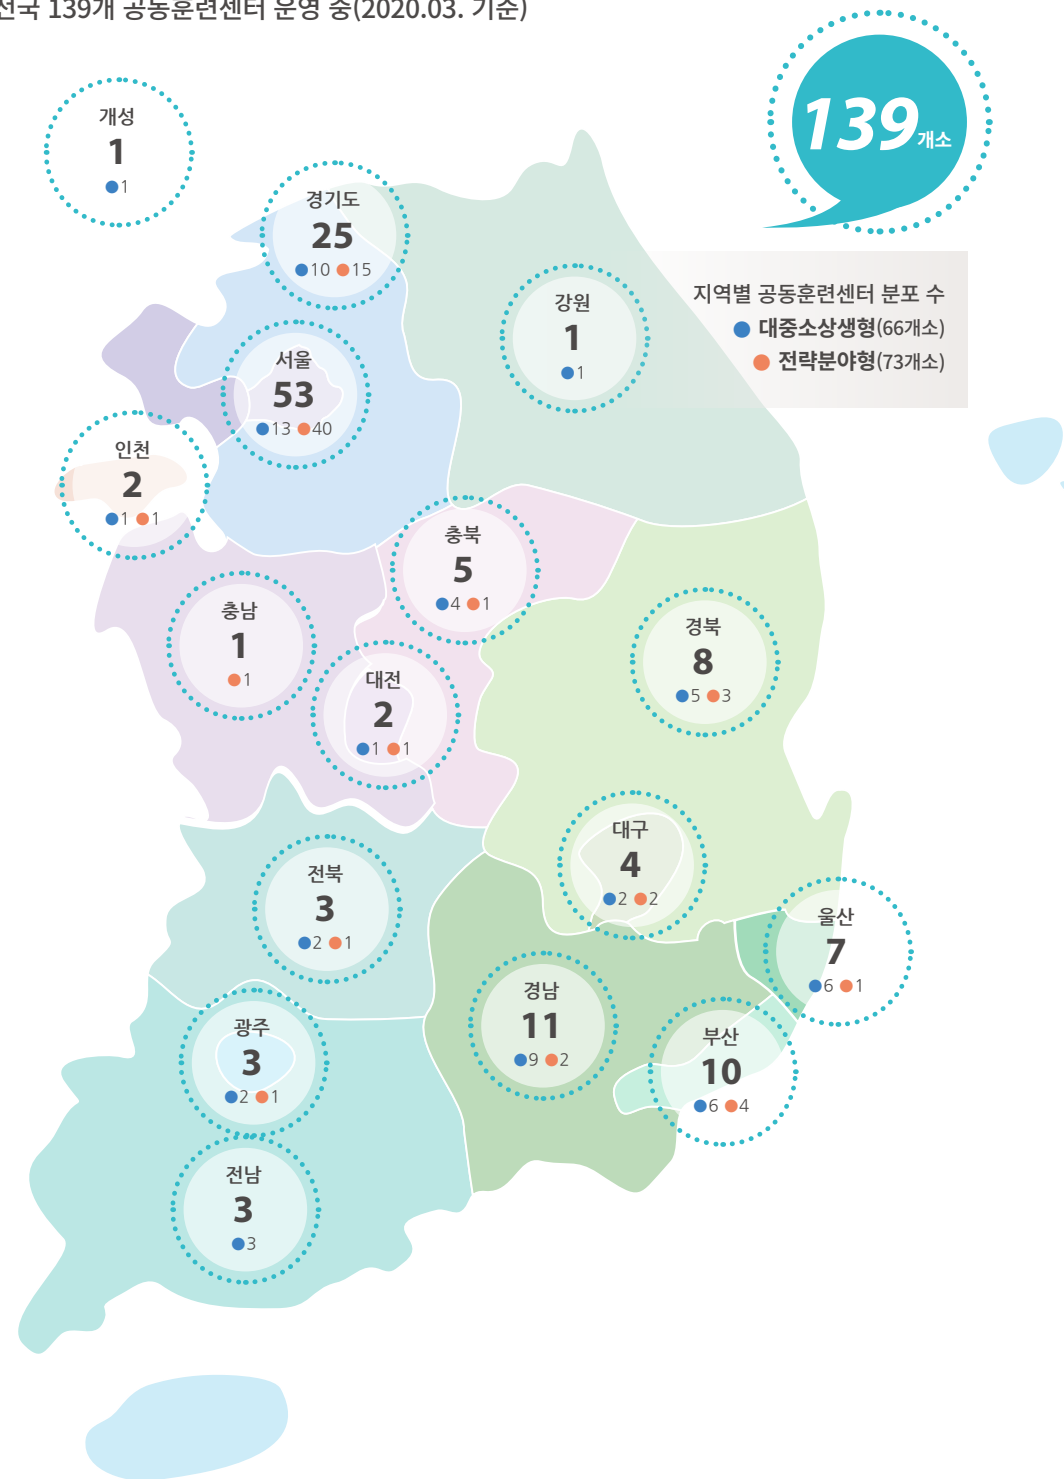 전국 139개 공동훈련센터 운영 중(2020.03. 기준)
139개소
개성
1
1
경기도
25
10 15
강원
1
1
지역별 공동훈련센터 분포 수
대중소상생형(66개소)
전략분야형(73개소)
서울
53
13 40
인천
2
1 1
충북
5
4 1
충남
1
1
경북
8
5 3
대전
2
1 1
대구
4
2 2
전북
3
2 1
울산
7
6 1
경남
11
9 2
광주
3
2 1
부산
10
6 4
전남
3
3